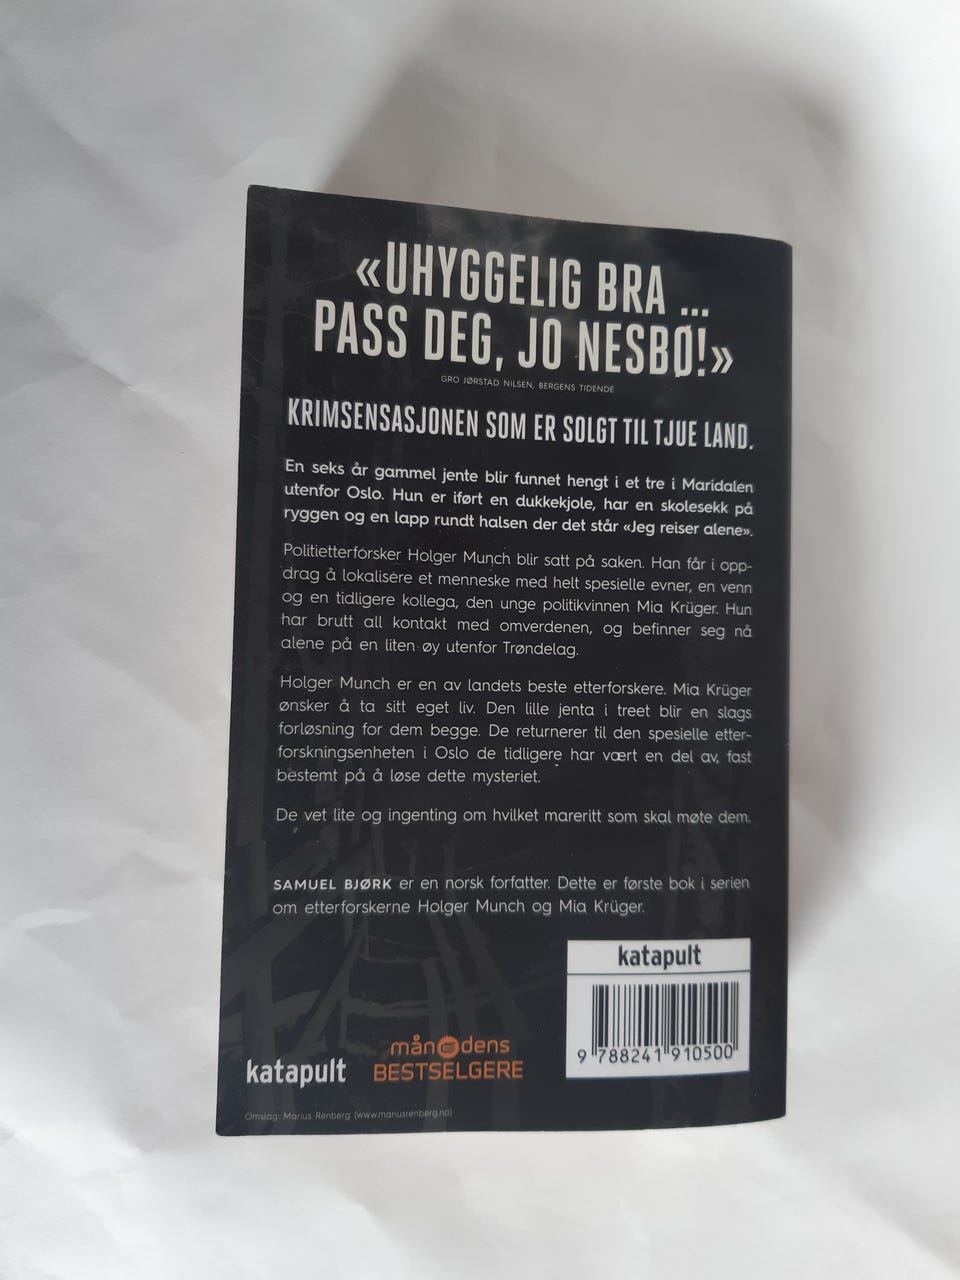 «UHYGGELIG BRA ...
PASS DEG, JO NESBØ!»
GRO JØRSTAD NILSEN, BERGENS TIDENDE
KRIMSENSASJONEN SOM ER SOLGT TIL TJUE LAND.
En seks år gammel jente blir funnet hengt i et tre i Maridalen
utenfor Oslo. Hun er iført en dukkekjole, har en skolesekk på
ryggen og en lapp rundt halsen der det står «Jeg reiser alene».
Politietterforsker Holger Munch blir satt på saken. Han får i opp-
drag å lokalisere et menneske med helt spesielle evner, en venn
og en tidligere kollega, den unge politikvinnen Mia Krüger. Hun
har brutt all kontakt med omverdenen, og befinner seg nå
alene på en liten øy utenfor Trøndelag.
Holger Munch er en av landets beste etterforskere. Mia Krüger
ønsker å ta sitt eget liv. Den lille jenta i treet blir en slags
forløsning for dem begge. De returnerer til den spesielle etter-
forskningsenheten i Oslo de tidligere har vært en del av, fast
bestemt på å løse dette mysteriet.
De vet lite og ingenting om hvilket mareritt som skal møte dem.
SAMUEL BJØRK er en norsk forfatter. Dette er første bok i serien
om etterforskerne Holger Munch og Mia Krüger.
katapult
9 788241 910500
katapult
månedens
BESTSELGERE
Omslag: Marius Renberg (www.mariusrenberg.no)